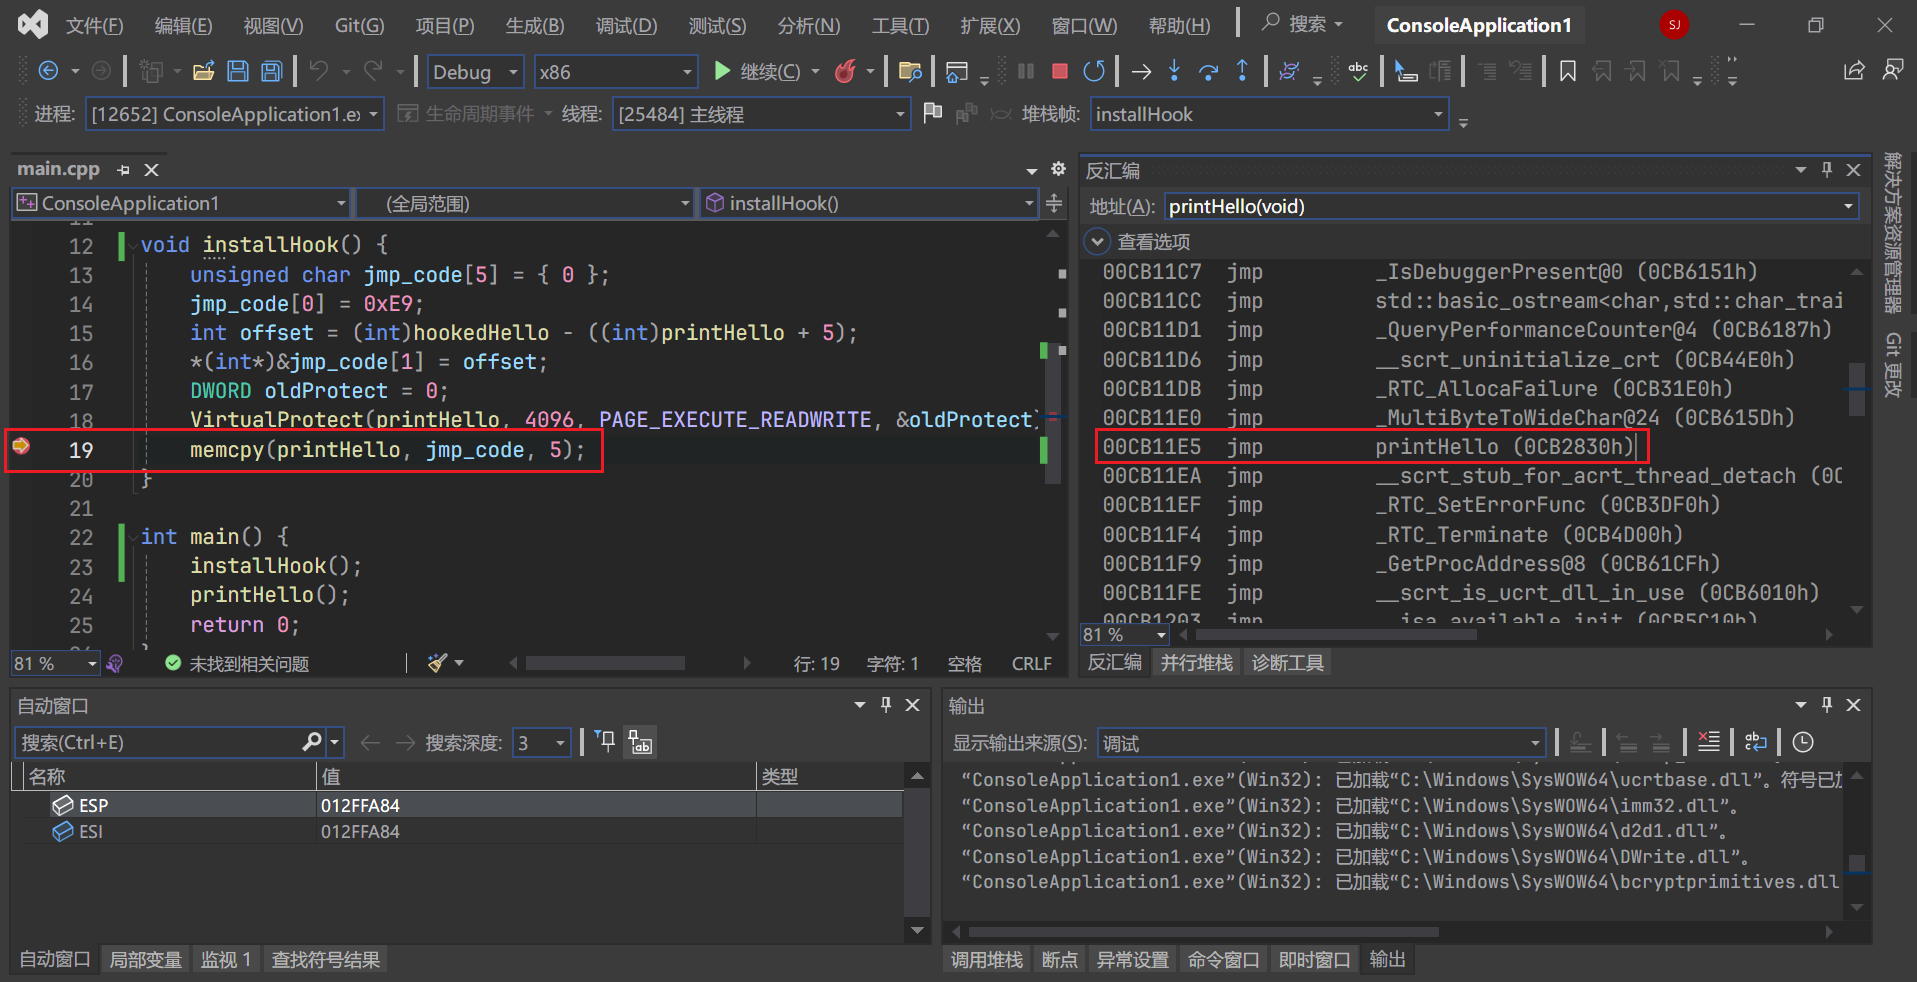 文件(F) 编辑(E) 视图(V) Git(G) 项目(P) 生成(B) 调试(D) 测试(S) 分析(N) 工具(T) 扩展(X) 窗口(W) 帮助(H) 搜索 ConsoleApplication1 SJ
Debug x86 继续(C) abc
进程: [12652] ConsoleApplication1.ex 生命周期事件 线程: [25484] 主线程 堆栈帧: installHook
main.cpp
ConsoleApplication1 (全局范围) installHook()
11
12 void installHook() {
13 unsigned char jmp_code[5] = { 0 };
14 jmp_code[0] = 0xE9;
15 int offset = (int)hookedHello - ((int)printHello + 5);
16 *(int*)&jmp_code[1] = offset;
17 DWORD oldProtect = 0;
18 VirtualProtect(printHello, 4096, PAGE_EXECUTE_READWRITE, &oldProtect)
19 memcpy(printHello, jmp_code, 5);
20 }
21
22 int main() {
23 installHook();
24 printHello();
25 return 0;
81 % 未找到相关问题 行: 19 字符: 1 空格 CRLF
反汇编
地址(A): printHello(void)
查看选项
00CB11C7 jmp _IsDebuggerPresent@0 (0CB6151h)
00CB11CC jmp std::basic_ostream<char,std::char_trai
00CB11D1 jmp _QueryPerformanceCounter@4 (0CB6187h)
00CB11D6 jmp __scrt_uninitialize_crt (0CB44E0h)
00CB11DB jmp _RTC_AllocaFailure (0CB31E0h)
00CB11E0 jmp _MultiByteToWideChar@24 (0CB615Dh)
00CB11E5 jmp printHello (0CB2830h)
00CB11EA jmp __scrt_stub_for_acrt_thread_detach (0C
00CB11EF jmp _RTC_SetErrorFunc (0CB3DF0h)
00CB11F4 jmp _RTC_Terminate (0CB4D00h)
00CB11F9 jmp _GetProcAddress@8 (0CB61CFh)
00CB11FE jmp __scrt_is_ucrt_dll_in_use (0CB6010h)
00CB1203 jmp _isa_available_init (0CB5C10h)
81 %
反汇编 并行堆栈 诊断工具
解决方案资源管理器
Git 更改
自动窗口
搜索(Ctrl+E) 搜索深度: 3
名称 值 类型
ESP 012FFA84
ESI 012FFA84
自动窗口 局部变量 监视 1 查找符号结果
输出
显示输出来源(S): 调试
“ConsoleApplication1.exe”(Win32): 已加载“C:\Windows\SysWOW64\ucrtbase.dll”。符号已加
“ConsoleApplication1.exe”(Win32): 已加载“C:\Windows\SysWOW64\imm32.dll”。
“ConsoleApplication1.exe”(Win32): 已加载“C:\Windows\SysWOW64\d2d1.dll”。
“ConsoleApplication1.exe”(Win32): 已加载“C:\Windows\SysWOW64\DWrite.dll”。
“ConsoleApplication1.exe”(Win32): 已加载“C:\Windows\SysWOW64\bcryptprimitives.dll
调用堆栈 断点 异常设置 命令窗口 即时窗口 输出